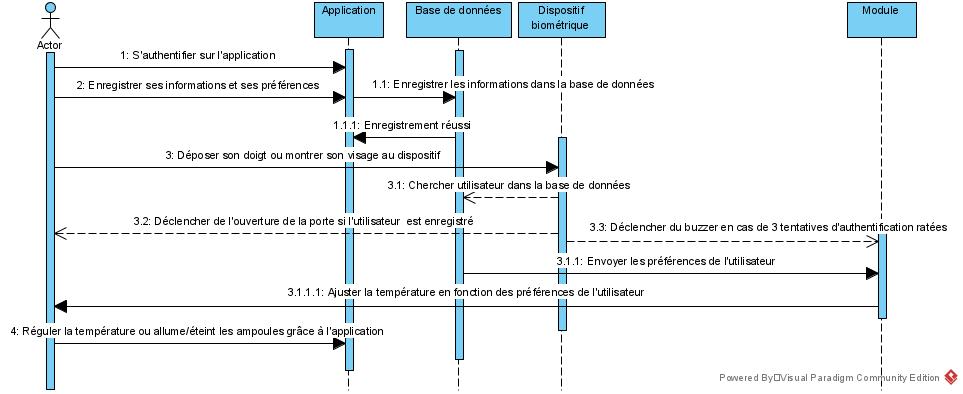 Application
Base de données
Dispositif
biométrique
Module
Actor
1: S'authentifier sur l'application
2: Enregistrer ses informations et ses préférences
1.1: Enregistrer les informations dans la base de données
1.1.1: Enregistrement réussi
3: Déposer son doigt ou montrer son visage au dispositif
3.1: Chercher utilisateur dans la base de données
3.2: Déclencher de l'ouverture de la porte si l'utilisateur est enregistré
3.3: Déclencher du buzzer en cas de 3 tentatives d'authentification ratées
3.1.1: Envoyer les préférences de l'utilisateur
3.1.1.1: Ajuster la température en fonction des préférences de l'utilisateur
4: Réguler la température ou allume/éteint les ampoules grâce à l'application
Powered By Visual Paradigm Community Edition